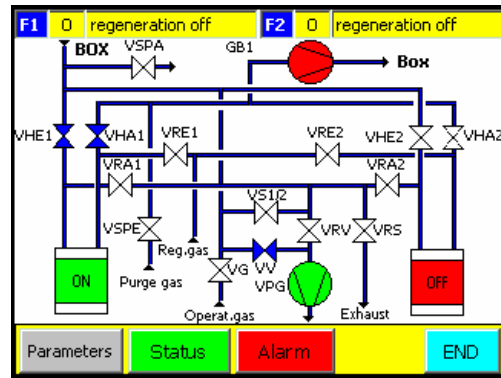 F1 0 regeneration off F2 0 regeneration off
BOX VSPA GB1 Box
VHE1 VHA1 VRE1 VRE2 VHE2 VHA2
VRA1 VRA2
VS1/2
VSPE VRV VRS
Reg.gas VG VV
ON Purge gas VPG OFF
Operat.gas Exhaust
Parameters Status Alarm END